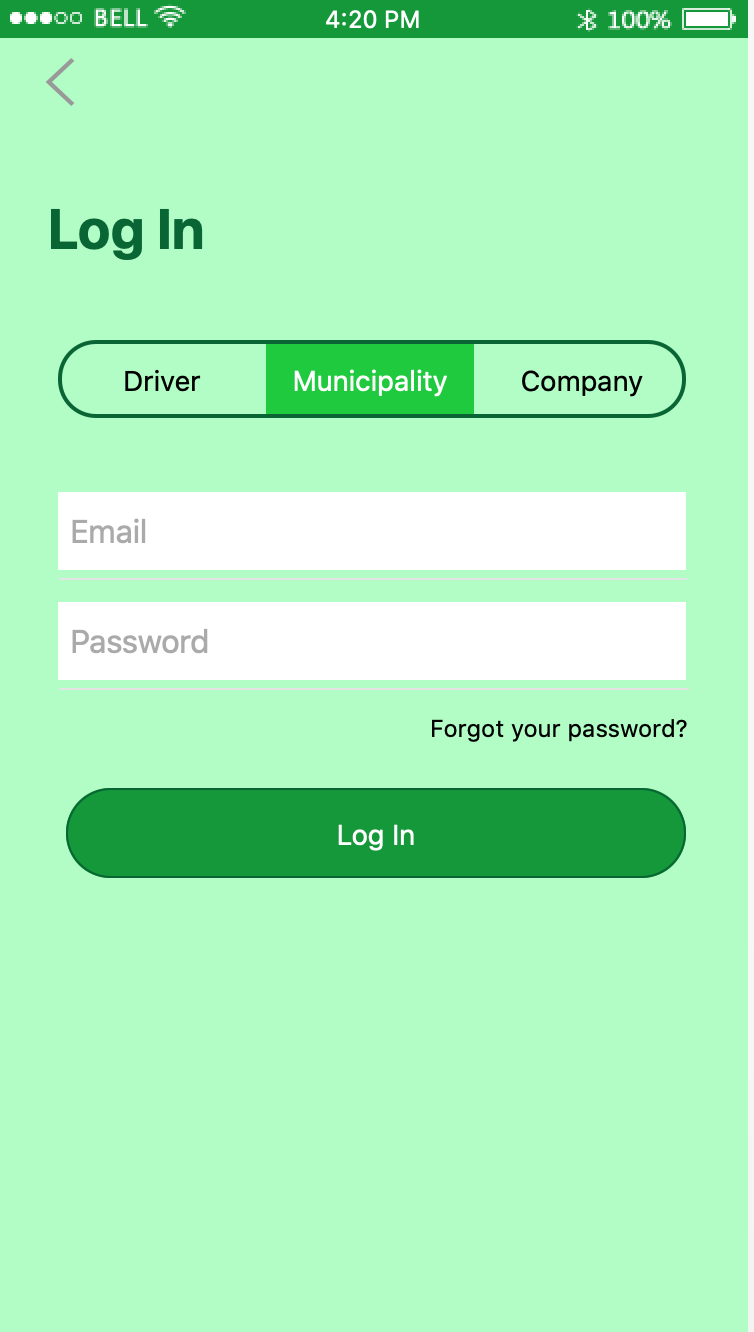 BELL 4:20 PM 100%
Log In
Driver Municipality Company
Email
Password
Forgot your password?
Log In